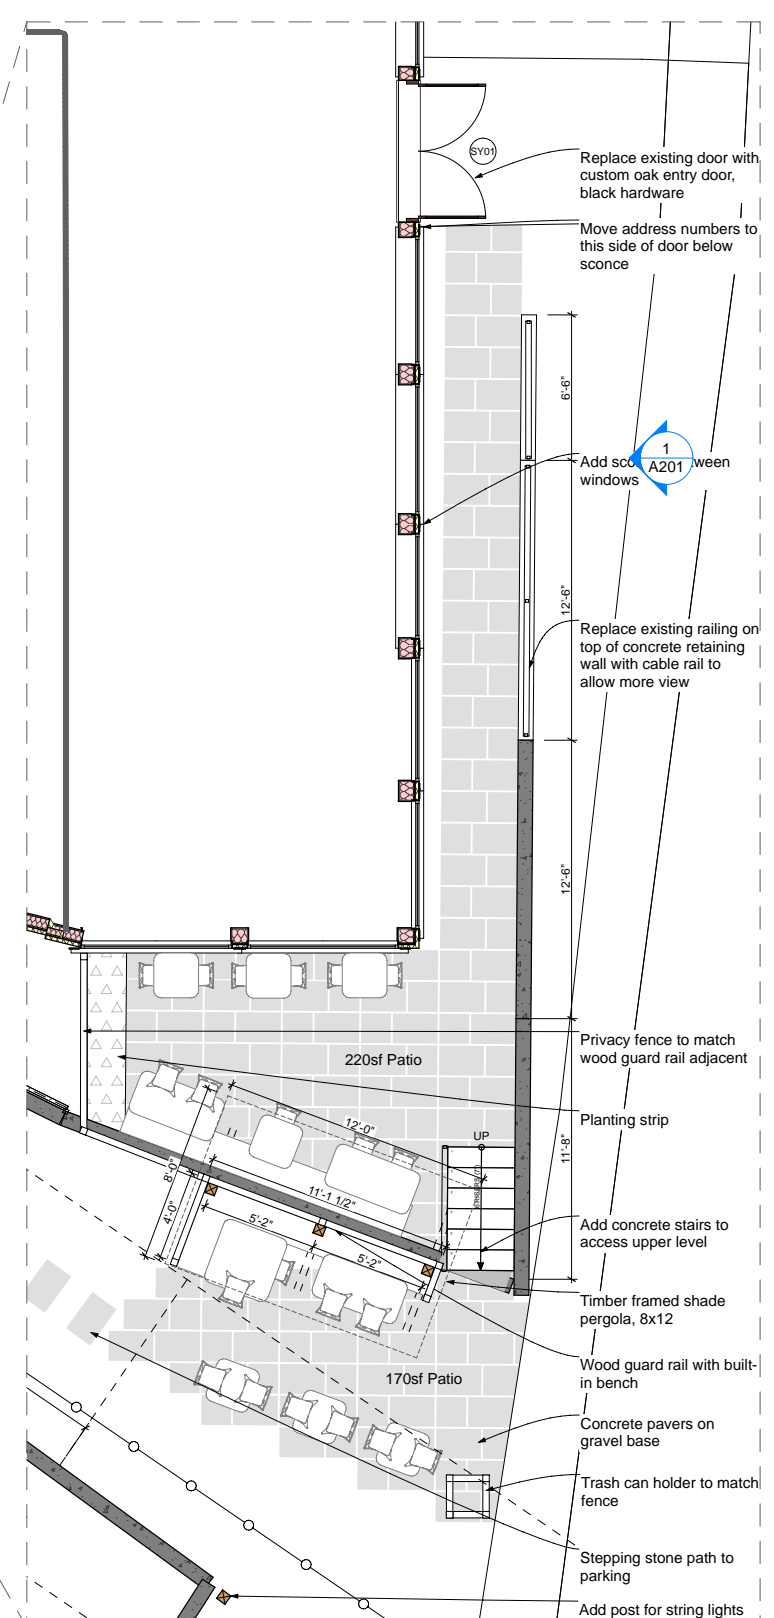 SY01
Replace existing door with
custom oak entry door,
black hardware
Move address numbers to
this side of door below
sconce
6'-6"
1
A201
Add ween
windows
12'-6"
Replace existing railing on
top of concrete retaining
wall with cable rail to
allow more view
12'-6"
Privacy fence to match
wood guard rail adjacent
220sf Patio
Planting strip
12'-0"
UP
11'-8"
8'-0"
4'-0"
11'-1 1/2"
5'-2"
5'-2"
Add concrete stairs to
access upper level
Timber framed shade
pergola, 8x12
Wood guard rail with built-
in bench
170sf Patio
Concrete pavers on
gravel base
Trash can holder to match
fence
Stepping stone path to
parking
Add post for string lights